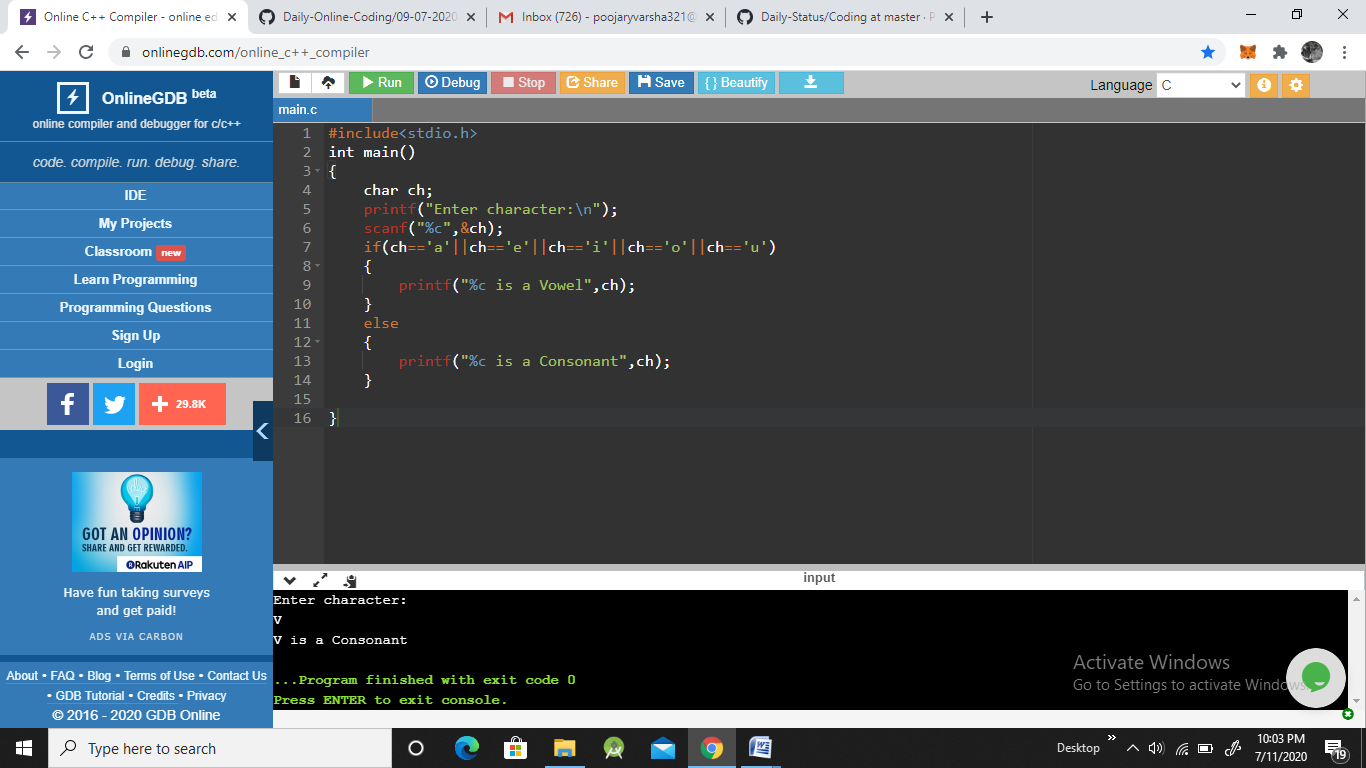 Online C++ Compiler - online ed
Daily-Online-Coding/09-07-2020
Inbox (726) - poojaryvarsha321@
Daily-Status/Coding at master · P
onlinegdb.com/online_c++_compiler
OnlineGDB beta
online compiler and debugger for c/c++
code. compile. run. debug. share.
IDE
My Projects
Classroom new
Learn Programming
Programming Questions
Sign Up
Login
29.8K
GOT AN OPINION?
SHARE AND GET REWARDED.
Rakuten AIP
Have fun taking surveys
and get paid!
ADS VIA CARBON
About • FAQ • Blog • Terms of Use • Contact Us
• GDB Tutorial • Credits • Privacy
© 2016 - 2020 GDB Online
Run Debug Stop Share Save { } Beautify
Language C
main.c
1 #include<stdio.h>
2 int main()
3 {
4 char ch;
5 printf("Enter character:\n");
6 scanf("%c",&ch);
7 if(ch=='a'||ch=='e'||ch=='i'||ch=='o'||ch=='u')
8 {
9 printf("%c is a Vowel",ch);
10 }
11 else
12 {
13 printf("%c is a Consonant",ch);
14 }
15
16 }
input
Enter character:
V
V is a Consonant
...Program finished with exit code 0
Press ENTER to exit console.
Activate Windows
Go to Settings to activate Windows.
Type here to search
Desktop
10:03 PM
7/11/2020
19